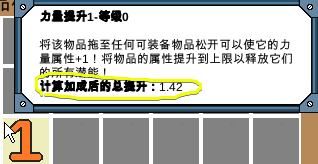 力量提升1-等级0
将该物品拖至任何可装备物品松开可以使它的力
量属性+1！将物品的属性提升到上限以释放它们
的所有潜能！
计算加成后的总提升：1.42
1